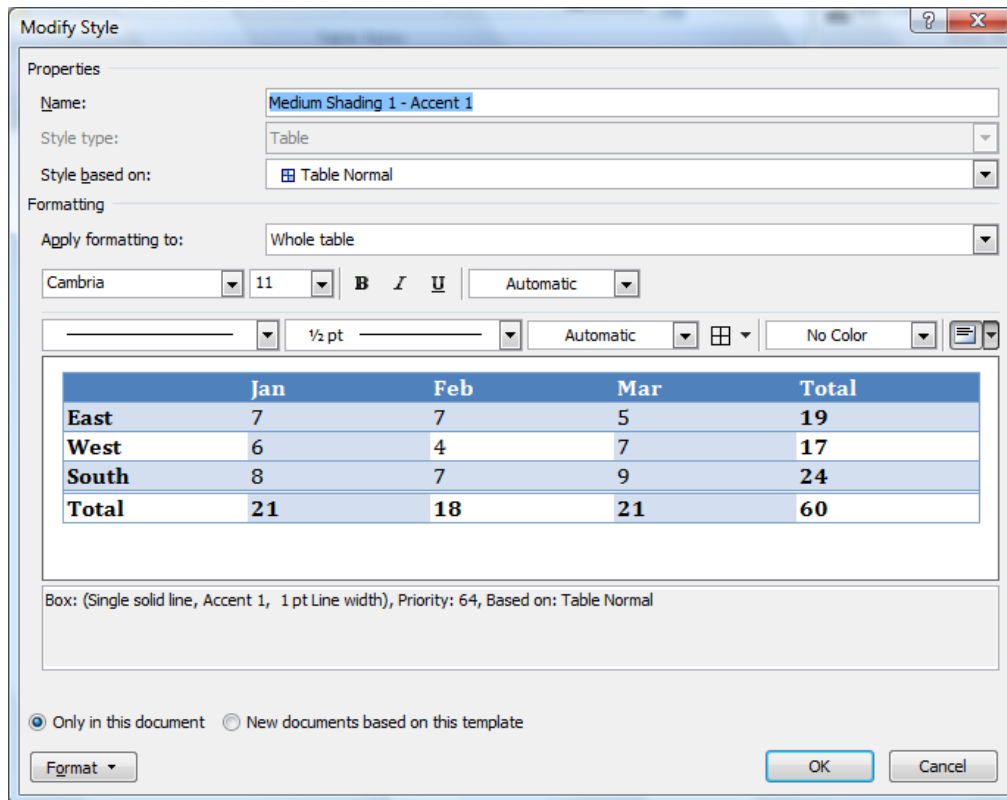 Modify Style
Properties
Name: Medium Shading 1 - Accent 1
Style type: Table
Style based on: Table Normal
Formatting
Apply formatting to: Whole table
Cambria 11 B I U Automatic
½ pt Automatic No Color
Jan Feb Mar Total
East 7 7 5 19
West 6 4 7 17
South 8 7 9 24
Total 21 18 21 60
Box: (Single solid line, Accent 1,  1 pt Line width), Priority: 64, Based on: Table Normal
Only in this document New documents based on this template
Format OK Cancel